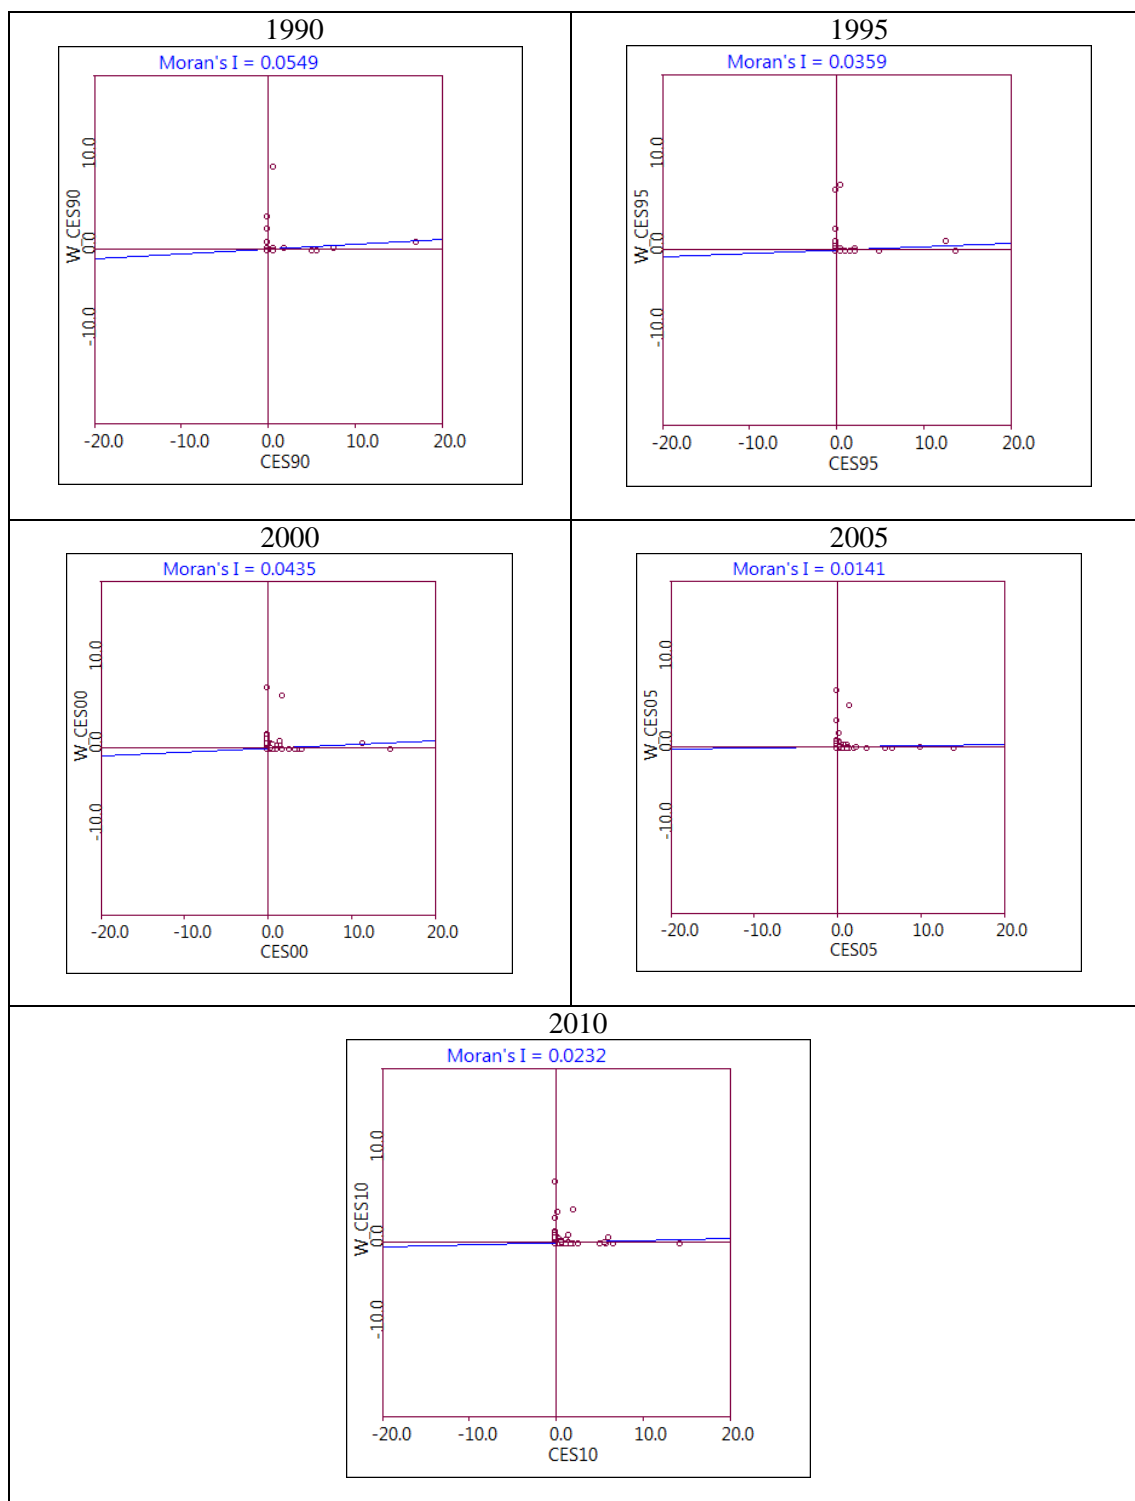 1990
Moran's I = 0.0549
10.0
W_CES90
0.0
-10.0
-20.0 -10.0 0.0 10.0 20.0
CES90
1995
Moran's I = 0.0359
10.0
W_CES95
0.0
-10.0
-20.0 -10.0 0.0 10.0 20.0
CES95
2000
Moran's I = 0.0435
10.0
W_CES00
0.0
-10.0
-20.0 -10.0 0.0 10.0 20.0
CES00
2005
Moran's I = 0.0141
10.0
W_CES05
0.0
-10.0
-20.0 -10.0 0.0 10.0 20.0
CES05
2010
Moran's I = 0.0232
10.0
W_CES10
0.0
-10.0
-20.0 -10.0 0.0 10.0 20.0
CES10